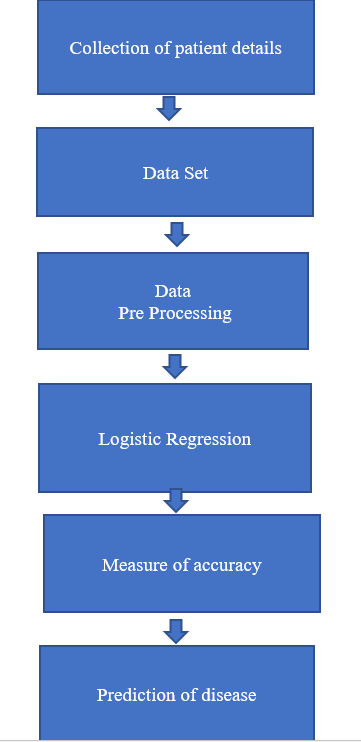 Collection of patient details
Data Set
Data
Pre Processing
Logistic Regression
Measure of accuracy
Prediction of disease